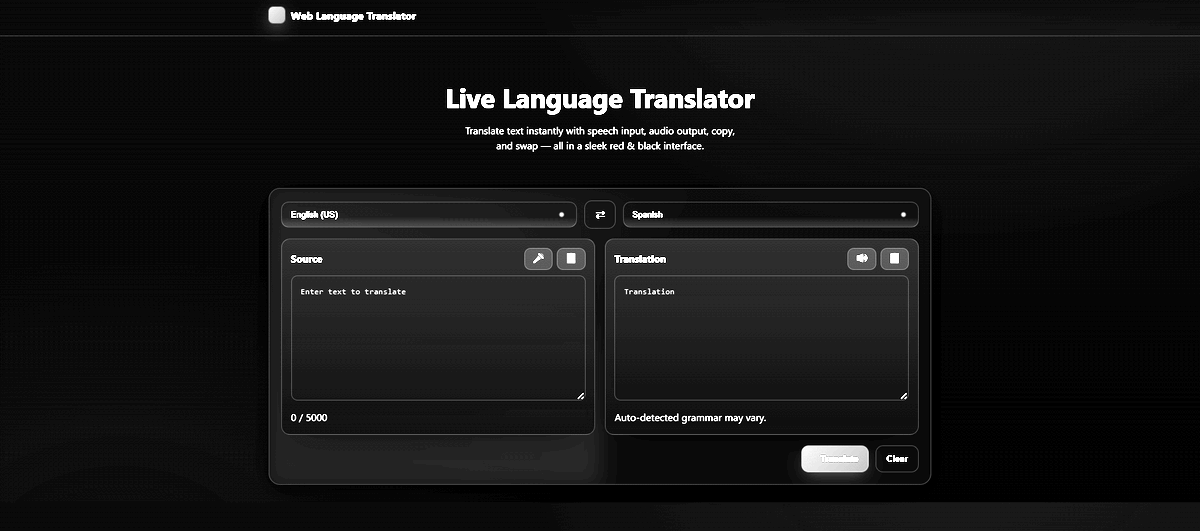 Web Language Translator
Live Language Translator
Translate text instantly with speech input, audio output, copy,
and swap — all in a sleek red & black interface.
English (US)
⇄
Spanish
Source
Translation
Enter text to translate
Translation
0 / 5000
Auto-detected grammar may vary.
Translate
Clear